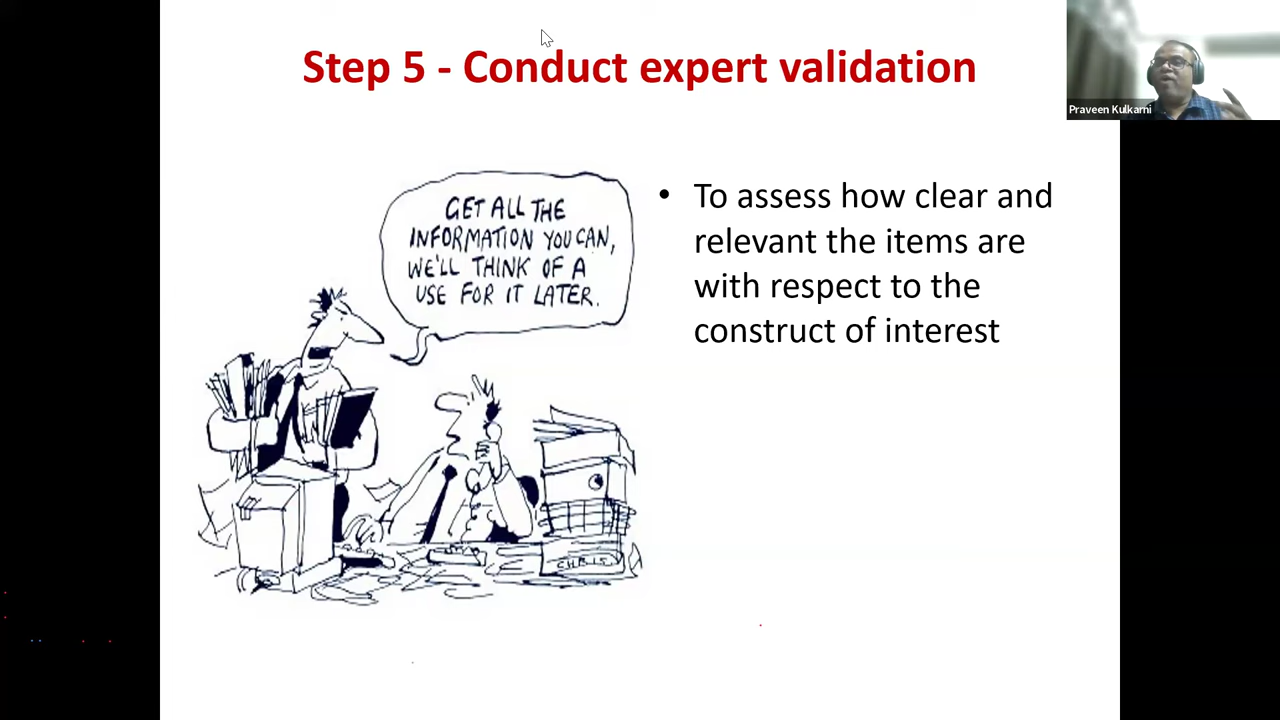 Step 5 - Conduct expert validation
Praveen Kulkarni
GET ALL THE
INFORMATION YOU CAN,
WE'LL THINK OF A
USE FOR IT LATER.
• To assess how clear and
relevant the items are
with respect to the
construct of interest